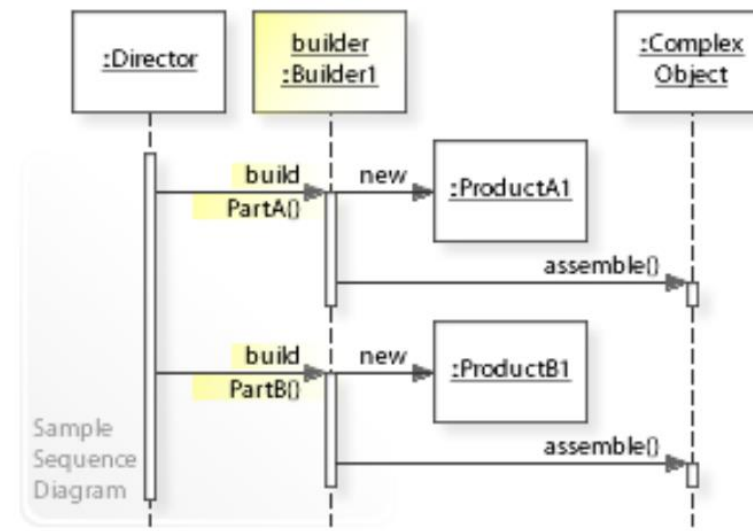 :Director
builder
:Builder1
:Complex
Object
build
PartA()
new
:ProductA1
assemble()
build
PartB()
new
:ProductB1
assemble()
Sample
Sequence
Diagram